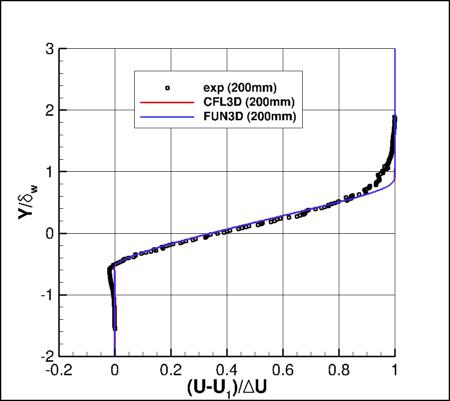 3
exp (200mm)
CFL3D (200mm)
FUN3D (200mm)
2
1
Y/δw
0
-1
-2
-0.2 0 0.2 0.4 0.6 0.8 1
(U-U1)/ΔU